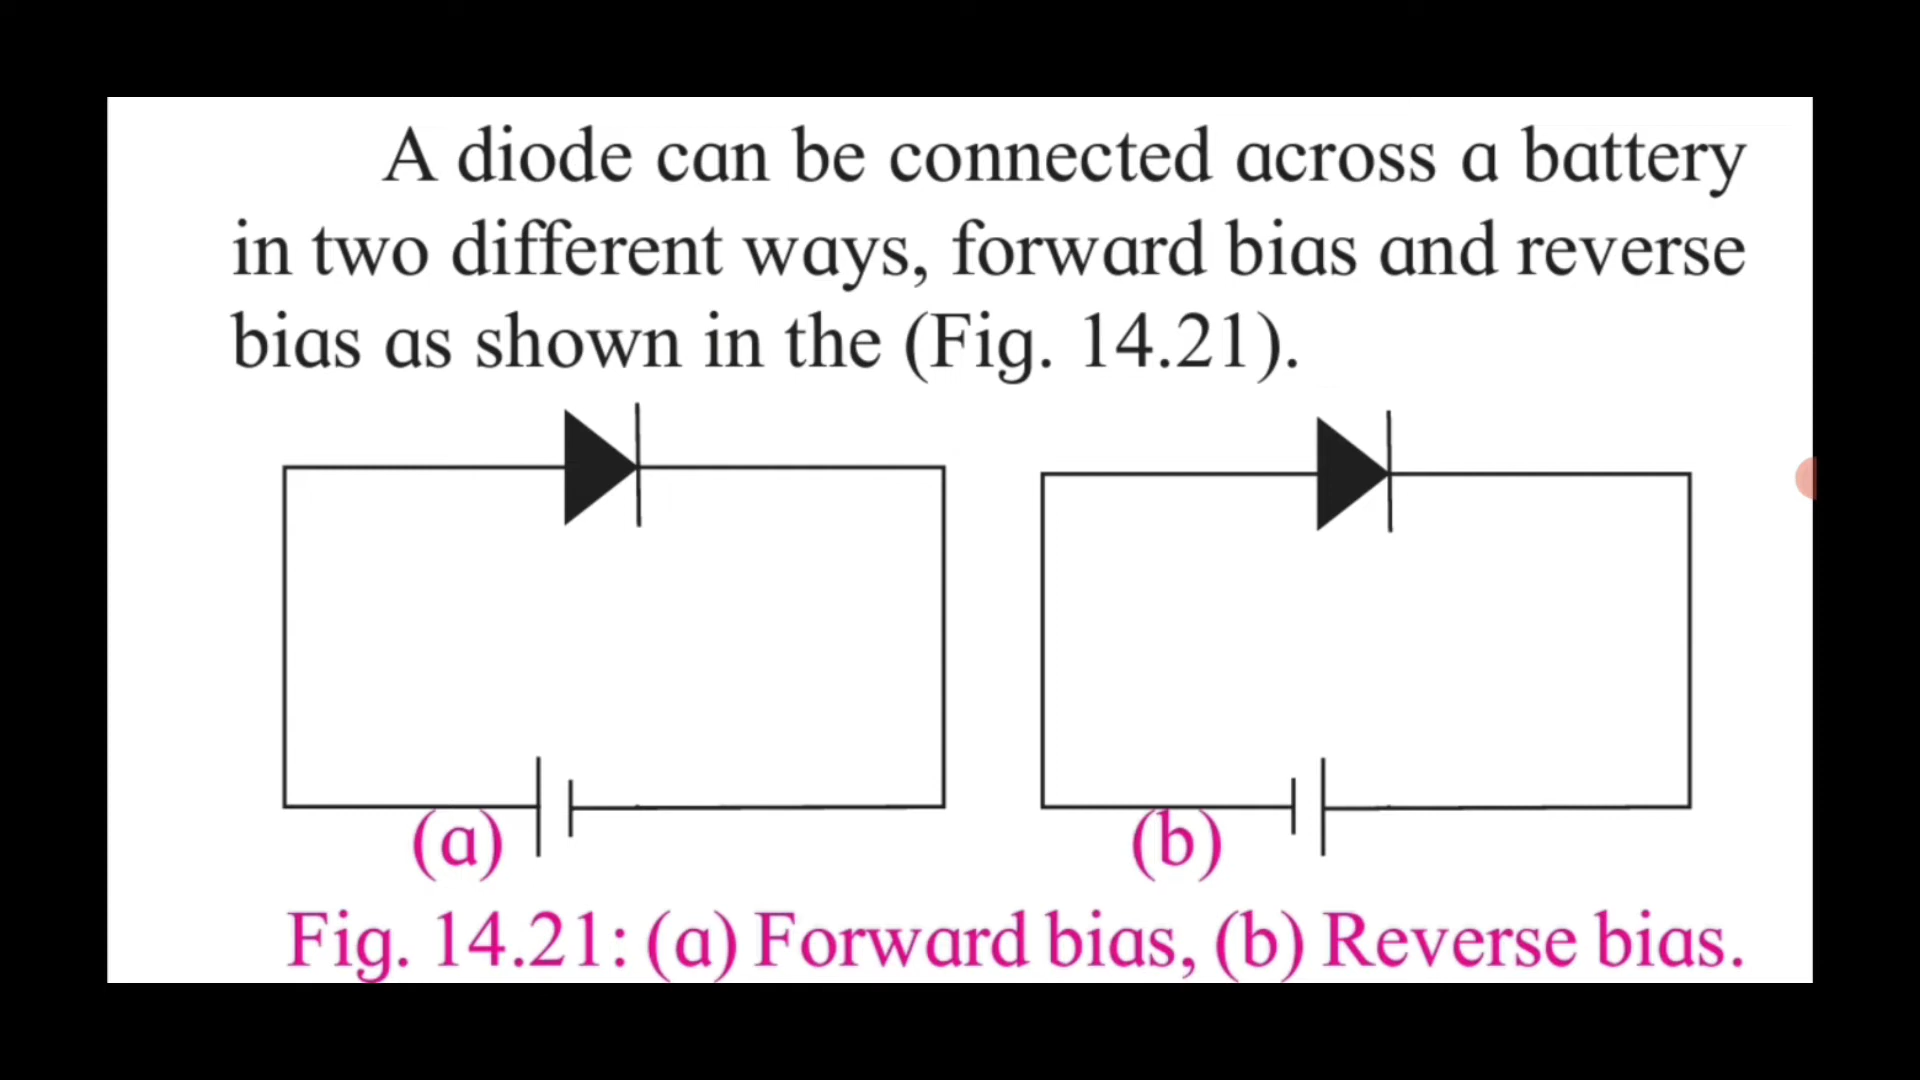 A diode can be connected across a battery
in two different ways, forward bias and reverse
bias as shown in the (Fig. 14.21).
(a)
(b)
Fig. 14.21: (a) Forward bias, (b) Reverse bias.